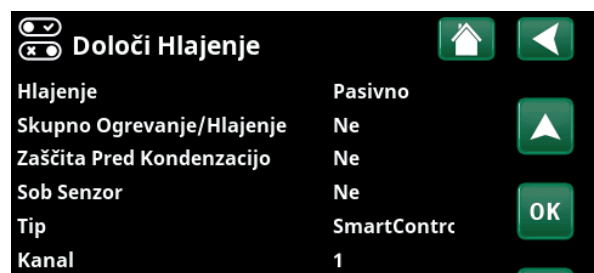 Določi Hlajenje
Hlajenje Pasivno
Skupno Ogrevanje/Hlajenje Ne
Zaščita Pred Kondenzacijo Ne
Sob Senzor Ne
Tip SmartContrc
OK
Kanal 1